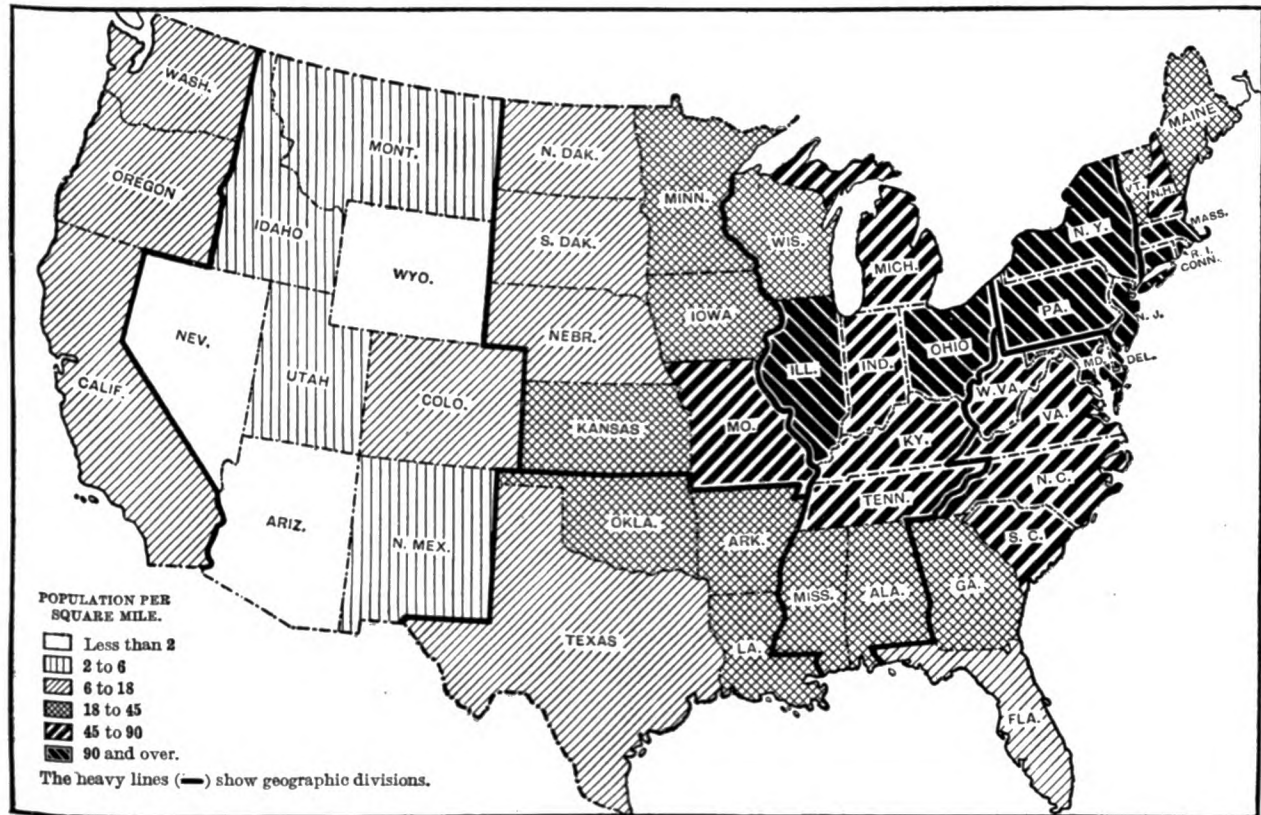 WASH.
OREGON
CALIF.
NEV.
IDAHO
MONT.
WYO.
UTAH
COLO.
ARIZ.
N. MEX.
N. DAK.
S. DAK.
NEBR.
KANSAS
OKLA.
TEXAS
MINN.
IOWA
MO.
ARK.
LA.
WIS.
ILL.
MICH.
IND.
OHIO
KY.
TENN.
MISS.
ALA.
GA.
FLA.
S. C.
N. C.
VA.
W. VA.
MD.
DEL.
PA.
N. J.
N. Y.
CONN.
R. I.
MASS.
VT.
N.H.
MAINE
POPULATION PER
SQUARE MILE.
Less than 2
2 to 6
6 to 18
18 to 45
45 to 90
90 and over.
The heavy lines (━) show geographic divisions.